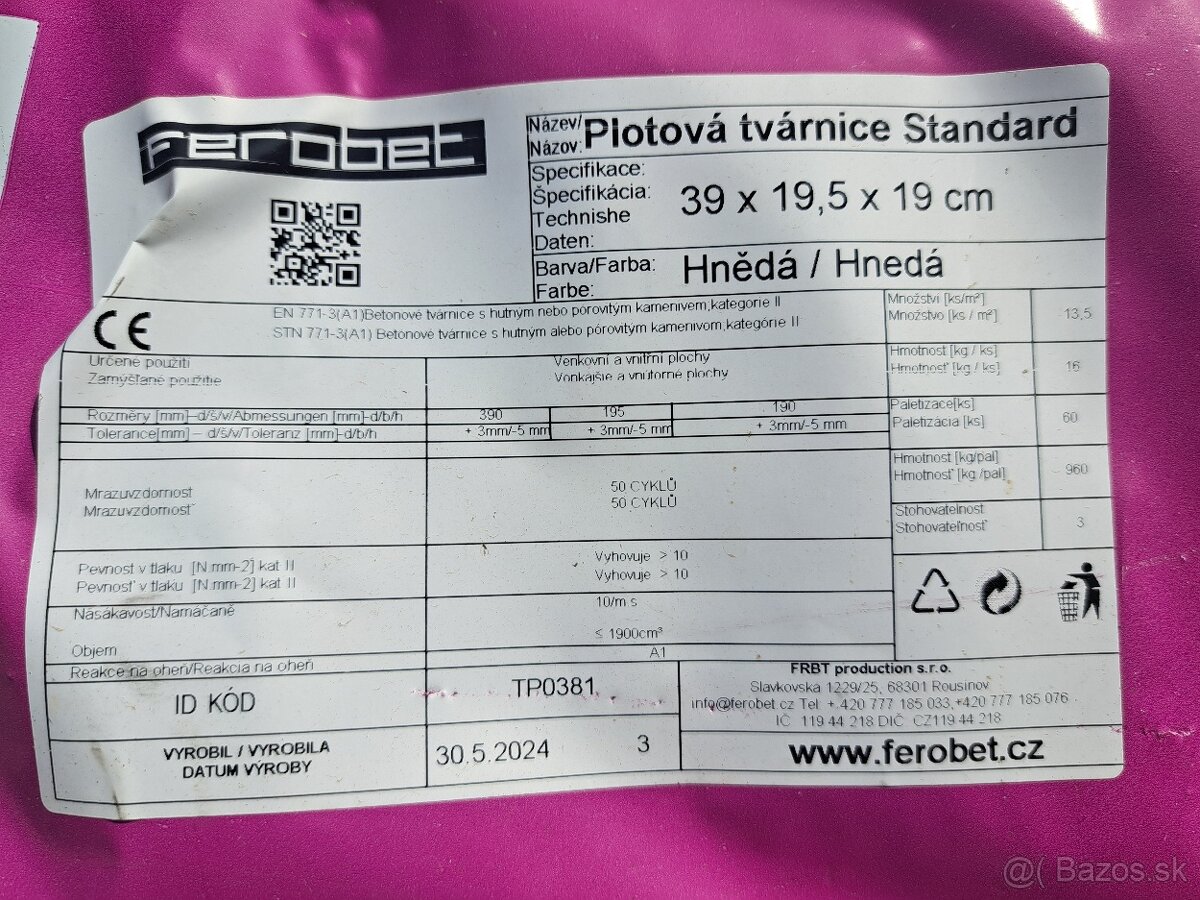 ferobet
Název/
Názov:
Plotová tvárnice Standard
Specifikace:
Špecifikácia:
Technishe
Daten:
39 x 19,5 x 19 cm
Barva/Farba:
Farbe:
Hnědá / Hnedá
CE
EN 771-3(A1)Betonové tvárnice s hutným nebo pórovitým kamenivem,kategorie II
STN 771-3(A1) Betonové tvárnice s hutným alebo pórovitým kamenivom,kategórie II
Množství [ks/m²]
Množstvo [ks / m²]
13,5
Určené použití
Zamýšľané použitie
Venkovní a vnitřní plochy
Vonkajšie a vnútorné plochy
Hmotnost [kg / ks]
Hmotnosť [kg / ks]
16
Rozměry [mm]-d/š/v/Abmessungen [mm]-d/b/h
390
195
190
Tolerance[mm] – d/š/v/Toleranz [mm]-d/b/h
+ 3mm/-5 mm
+ 3mm/-5 mm
+ 3mm/-5 mm
Paletizace[ks]
Paletizácia [ks]
60
Mrazuvzdornost
Mrazuvzdornosť
50 CYKLŮ
50 CYKLŮ
Hmotnost [kg/pal]
Hmotnosť [kg /pal]
960
Stohovatelnost
Stohovateľnosť
3
Pevnost v tlaku [N.mm-2] kat II
Pevnosť v tlaku [N.mm-2] kat II
Vyhovuje > 10
Vyhovuje > 10
Násákavost/Namáčané
10/m s
Objem
≤ 1900cm³
Reakce na oheň/Reakcia na oheň
A1
ID KÓD
TP0381
FRBT production s.r.o.
Slavkovská 1229/25, 68301 Rousínov
info@ferobet.cz Tel +.420 777 185 033,+420 777 185 076
IČ 119 44 218 DIČ CZ119 44 218
VYROBIL / VYROBILA
DATUM VÝROBY
30.5.2024
3
www.ferobet.cz
@( Bazos.sk